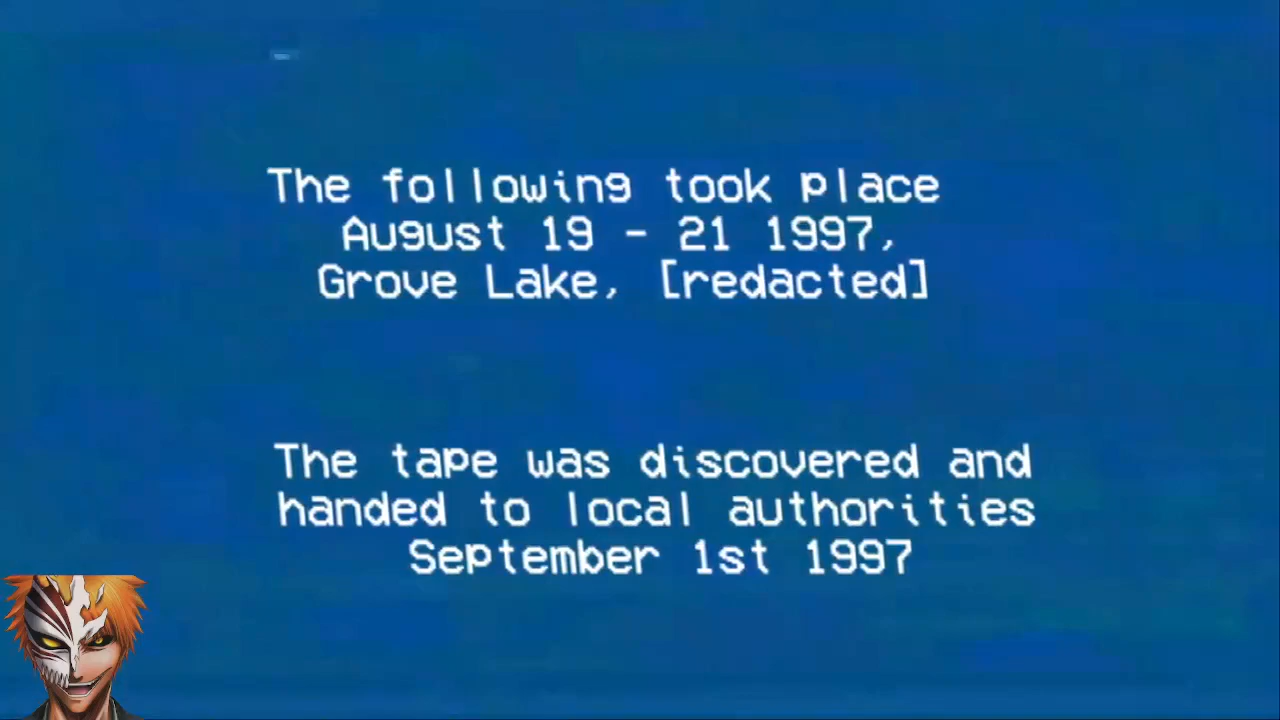 The following took place
August 19 - 21 1997,
Grove Lake, [redacted]
The tape was discovered and
handed to local authorities
September 1st 1997